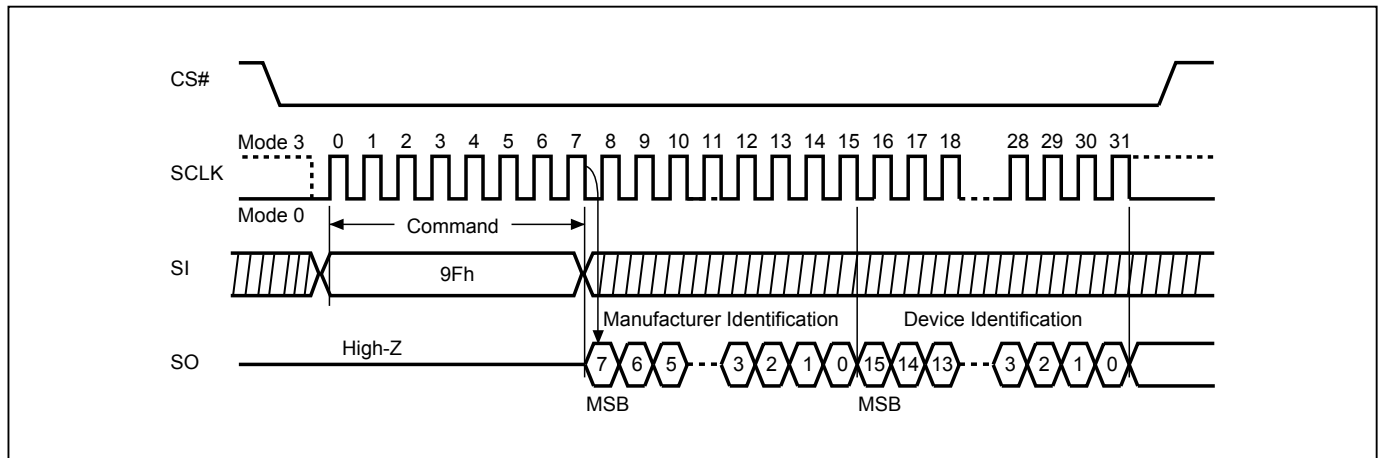 CS#
Mode 3 0 1 2 3 4 5 6 7 8 9 10 11 12 13 14 15 16 17 18 28 29 30 31
SCLK
Mode 0
Command
SI
9Fh
Manufacturer Identification Device Identification
High-Z
SO
7 6 5 3 2 1 0 15 14 13 3 2 1 0
MSB MSB